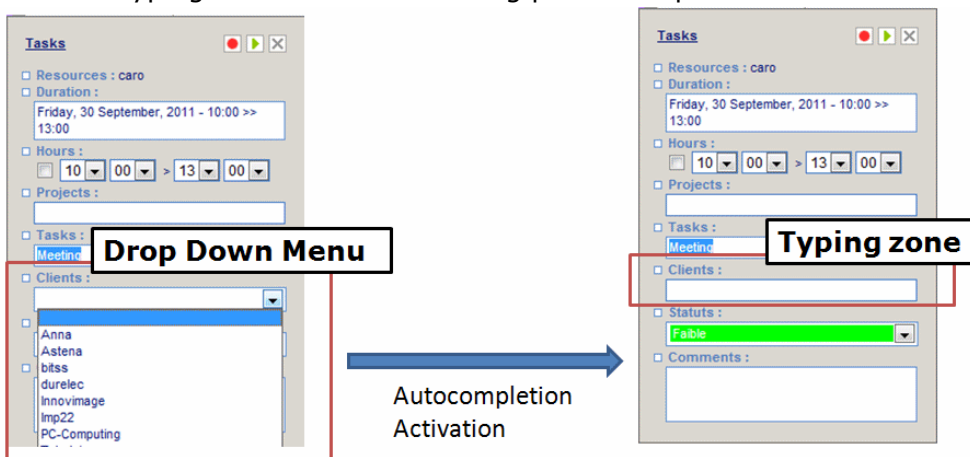 Tasks
Resources : caro
Duration :
Friday, 30 September, 2011 - 10:00 >>
13:00
Hours :
10 00 > 13 00
Projects :
Tasks :
Meeting
Drop Down Menu
Clients :
Anna
Astena
bitss
durelec
Innovimage
Imp22
PC-Computing
Autocompletion
Activation
Tasks
Resources : caro
Duration :
Friday, 30 September, 2011 - 10:00 >>
13:00
Hours :
10 00 > 13 00
Projects :
Tasks :
Meeting
Typing zone
Clients :
Statuts :
Faible
Comments :